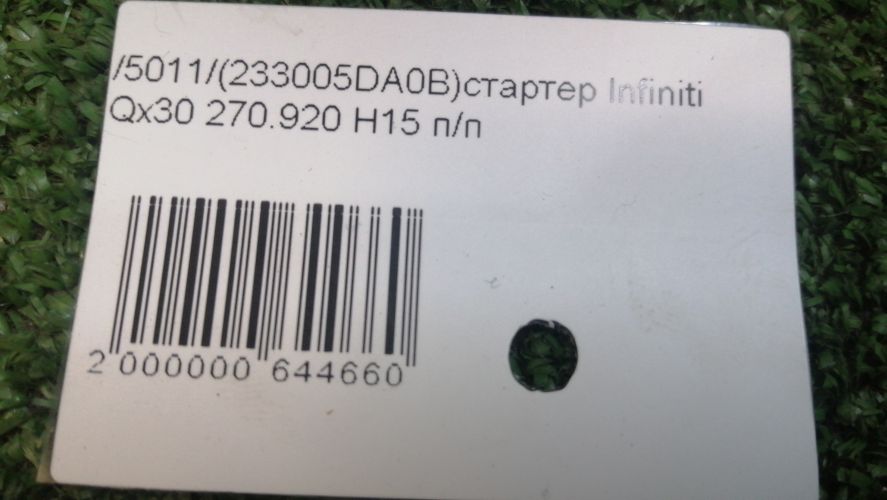 /5011/(233005DA0B)стартер Infiniti
Qx30 270.920 H15 п/п
2 000000 644660